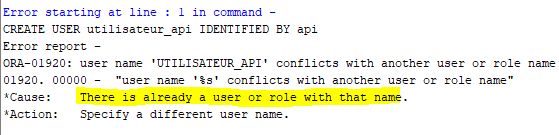 Error starting at line : 1 in command -
CREATE USER utilisateur_api IDENTIFIED BY api
Error report -
ORA-01920: user name 'UTILISATEUR_API' conflicts with another user or role name
01920. 00000 -  "user name '%s' conflicts with another user or role name"
*Cause:    There is already a user or role with that name.
*Action:   Specify a different user name.